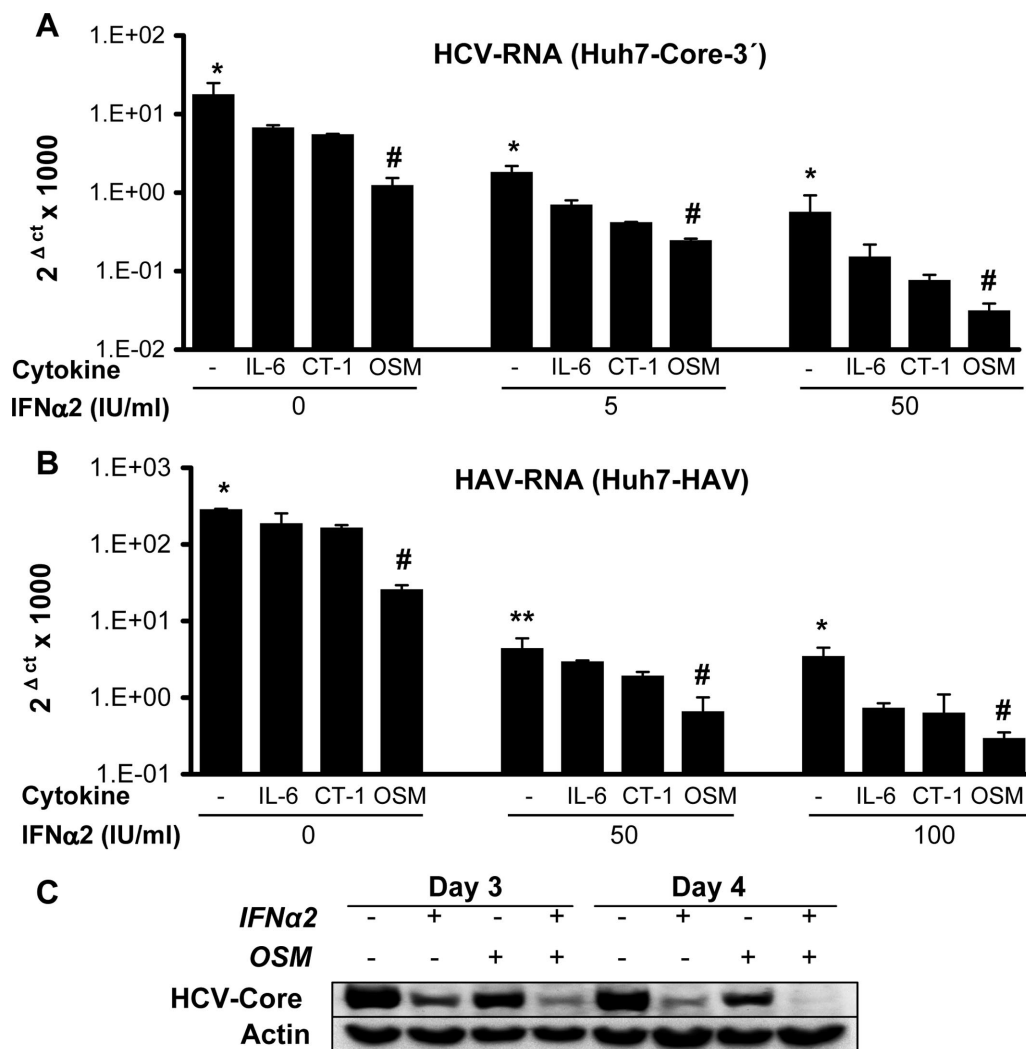 A
HCV-RNA (Huh7-Core-3´)
2 Δ ct x 1000
1.E+02
1.E+01
1.E+00
1.E-01
1.E-02
* # * # * #
Cytokine - IL-6 CT-1 OSM - IL-6 CT-1 OSM - IL-6 CT-1 OSM
IFNα2 (IU/ml) 0 5 50
B
HAV-RNA (Huh7-HAV)
2 Δ ct x 1000
1.E+03
1.E+02
1.E+01
1.E+00
1.E-01
* # ** # * #
Cytokine - IL-6 CT-1 OSM - IL-6 CT-1 OSM - IL-6 CT-1 OSM
IFNα2 (IU/ml) 0 50 100
C
Day 3 Day 4
IFNα2 - + - + - + - +
OSM - - + + - - + +
HCV-Core
Actin